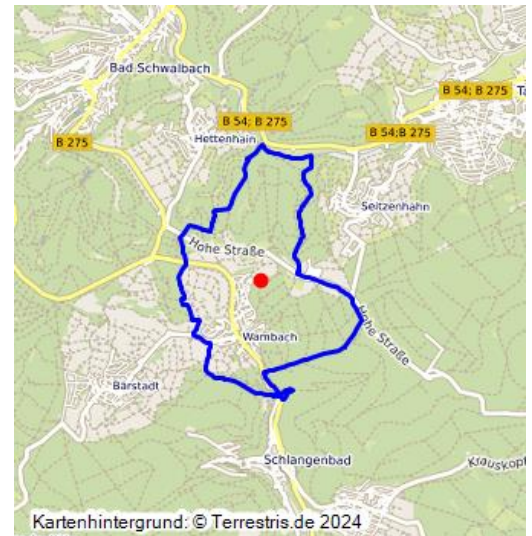 Bad Schwalbach
B 54; B 275
Ta
B 54; B 275
Hettenhain
B 54;B 275
B 275
Seitzenhahn
Hohe Straße
Hohe Straße
Wambach
Bärstadt
Schlangenbad
Krauskopf
Kartenhintergrund: © Terrestris.de 2024